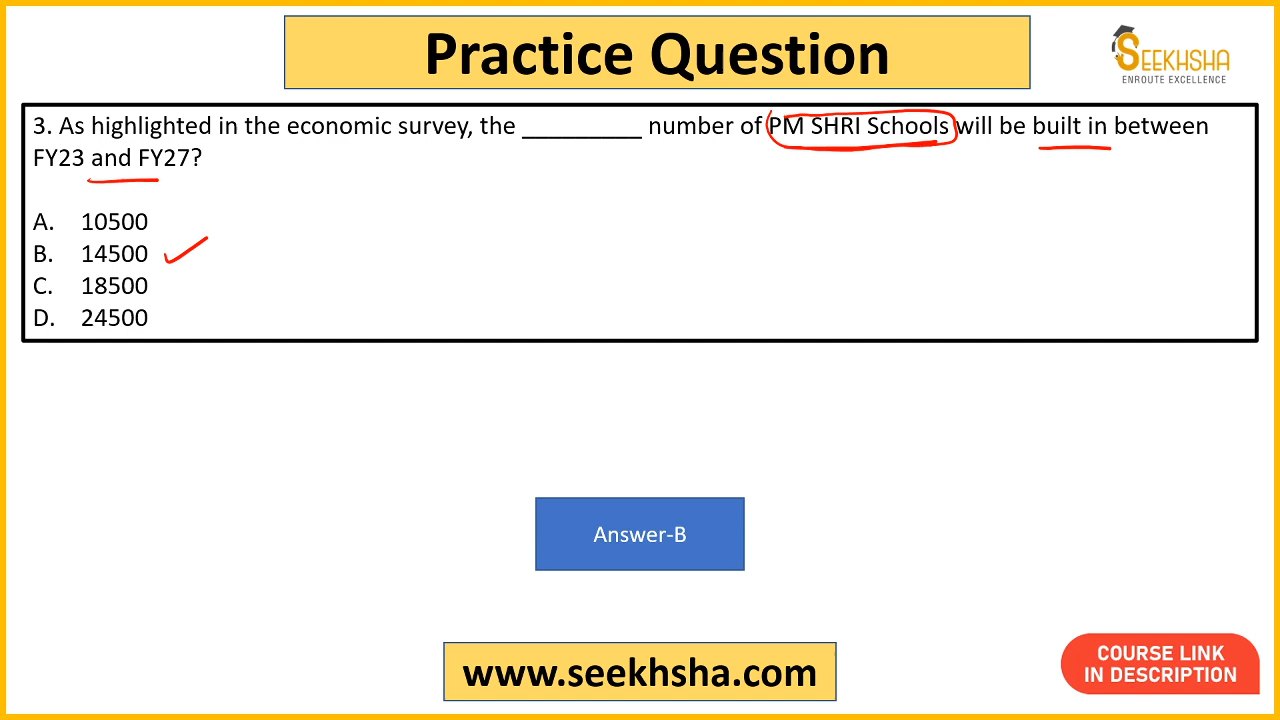 Practice Question
SEEKHSHA
ENROUTE EXCELLENCE
3. As highlighted in the economic survey, the _________ number of PM SHRI Schools will be built in between
FY23 and FY27?
A. 10500
B. 14500
C. 18500
D. 24500
Answer-B
www.seekhsha.com
COURSE LINK
IN DESCRIPTION